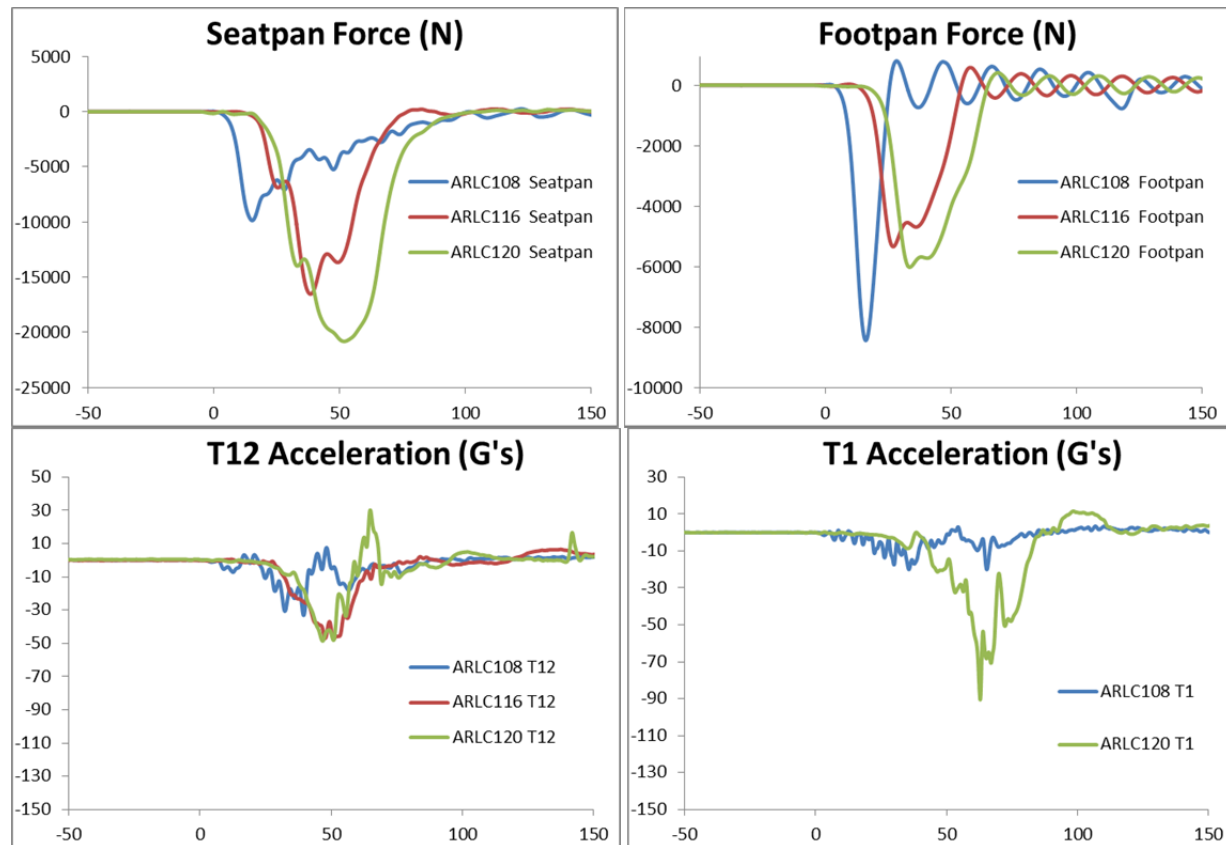 Seatpan Force (N)
5000
0
-5000
-10000
-15000
-20000
-25000
-50 0 50 100 150
ARLC108 Seatpan
ARLC116 Seatpan
ARLC120 Seatpan
Footpan Force (N)
0
-2000
-4000
-6000
-8000
-10000
-50 0 50 100 150
ARLC108 Footpan
ARLC116 Footpan
ARLC120 Footpan
T12 Acceleration (G's)
50
30
10
-10
-30
-50
-70
-90
-110
-130
-150
-50 0 50 100 150
ARLC108 T12
ARLC116 T12
ARLC120 T12
T1 Acceleration (G's)
30
10
-10
-30
-50
-70
-90
-110
-130
-150
-50 0 50 100 150
ARLC108 T1
ARLC120 T1